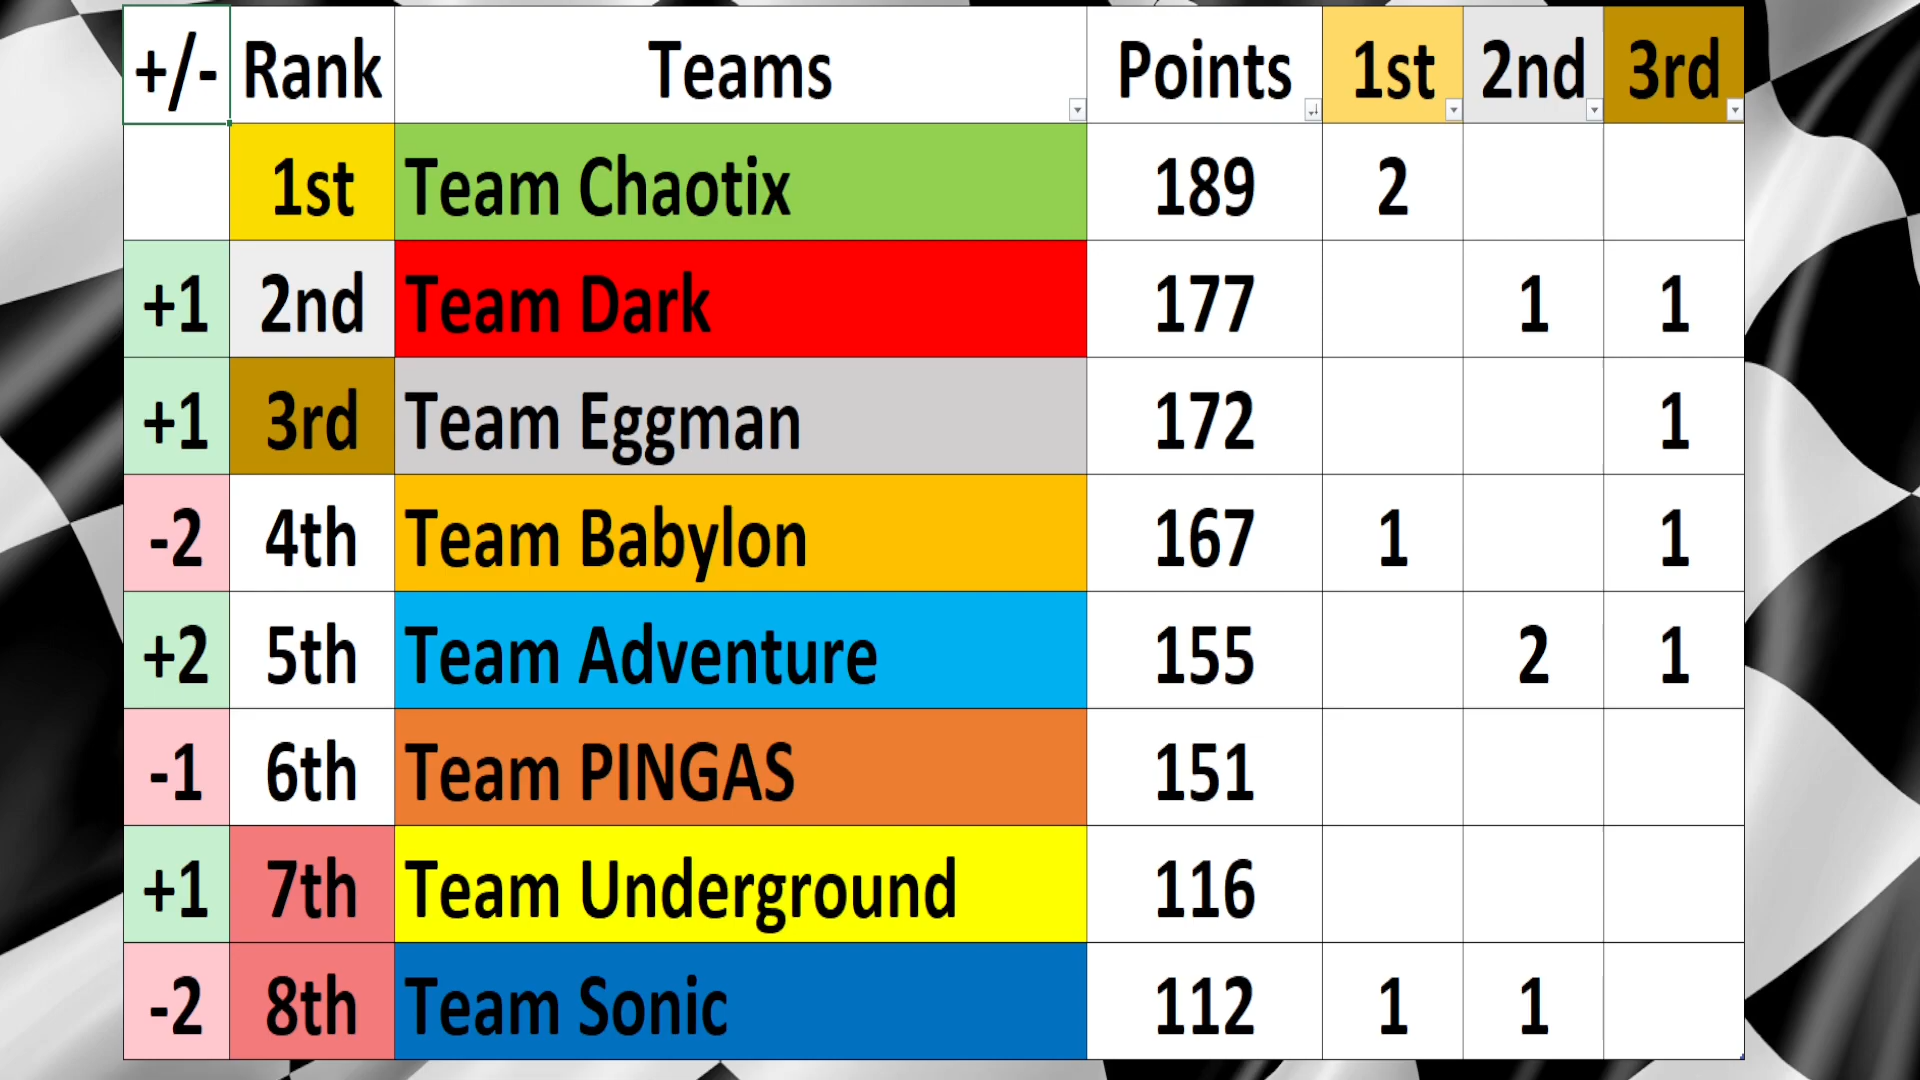 +/- Rank Teams Points 1st 2nd 3rd
1st Team Chaotix 189 2
+1 2nd Team Dark 177 1 1
+1 3rd Team Eggman 172 1
-2 4th Team Babylon 167 1 1
+2 5th Team Adventure 155 2 1
-1 6th Team PINGAS 151
+1 7th Team Underground 116
-2 8th Team Sonic 112 1 1